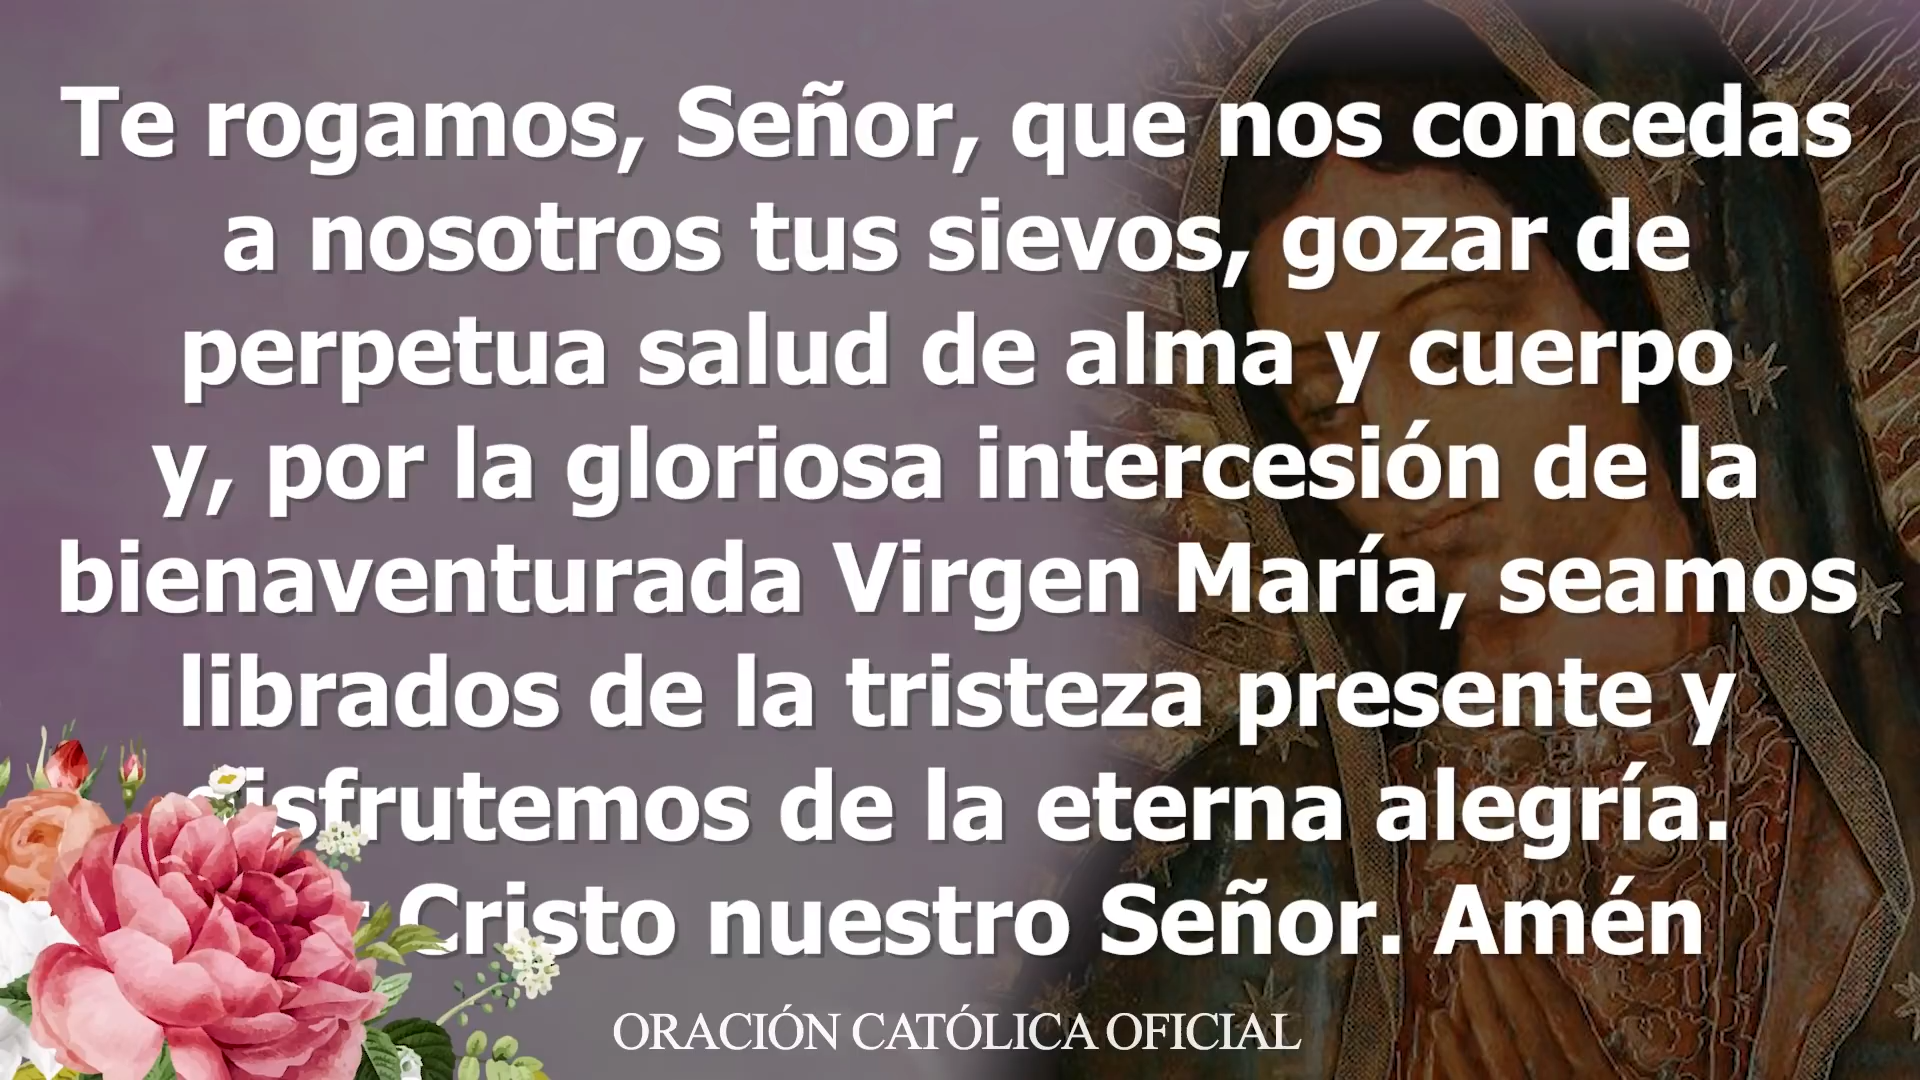 Te rogamos, Señor, que nos concedas
a nosotros tus sievos, gozar de
perpetua salud de alma y cuerpo
y, por la gloriosa intercesión de la
bienaventurada Virgen María, seamos
librados de la tristeza presente y
disfrutemos de la eterna alegría.
Cristo nuestro Señor. Amén
ORACIÓN CATÓLICA OFICIAL